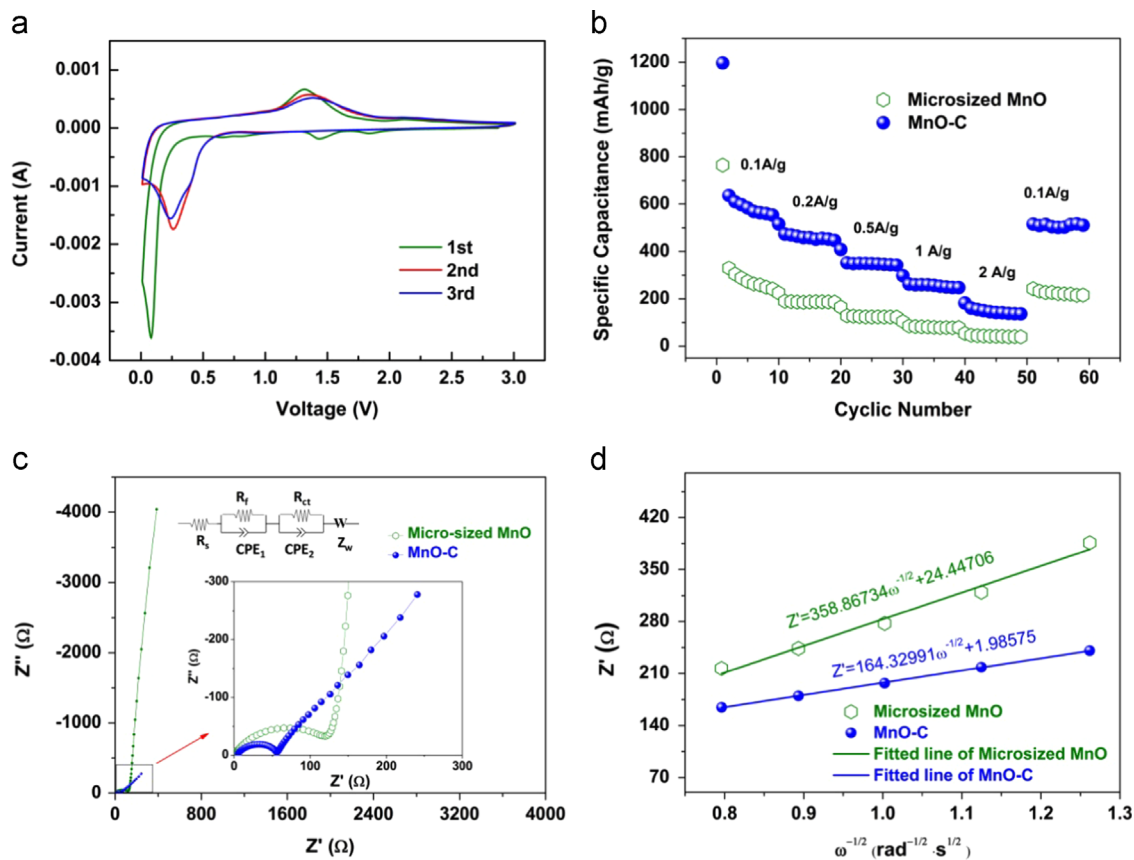 a
0.001
0.000
-0.001
-0.002
-0.003
-0.004
Current (A)
1st
2nd
3rd
0.0 0.5 1.0 1.5 2.0 2.5 3.0
Voltage (V)
b
1200
1000
800
600
400
200
0
Specific Capacitance (mAh/g)
Microsized MnO
MnO-C
0.1A/g
0.2A/g
0.5A/g
1 A/g
2 A/g
0.1A/g
0 10 20 30 40 50 60
Cyclic Number
c
-4000
-3000
-2000
-1000
0
Z'' (Ω)
Rf
Rct
Rs
CPE1
CPE2
W
Zw
Micro-sized MnO
MnO-C
-300
-200
-100
0
Z'' (Ω)
0 100 200 300
Z' (Ω)
0 600 1200 1800 2400 3000 3600 4000
Z' (Ω)
d
420
350
280
210
140
70
Z' (Ω)
Z'=358.86734ω-1/2+24.44706
Z'=164.32991ω-1/2+1.98575
Microsized MnO
MnO-C
Fitted line of Microsized MnO
Fitted line of MnO-C
0.8 0.9 1.0 1.1 1.2 1.3
ω-1/2 (rad-1/2·s1/2)